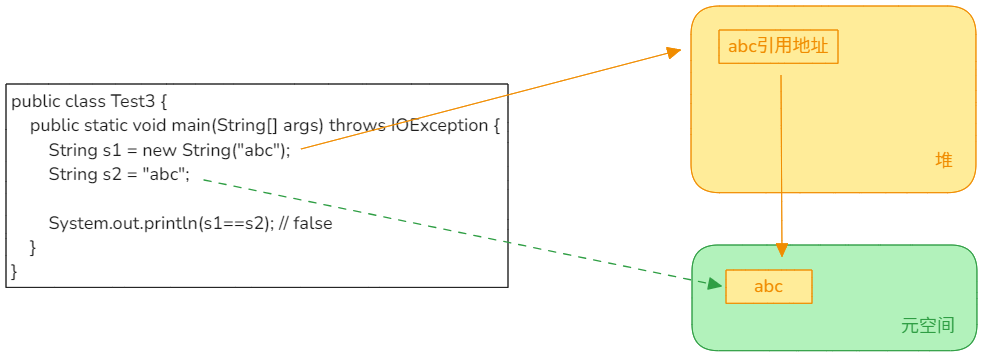 public class Test3 {
    public static void main(String[] args) throws IOException {
        String s1 = new String("abc");
        String s2 = "abc";
        System.out.println(s1==s2); // false
    }
}
abc引用地址
堆
abc
元空间